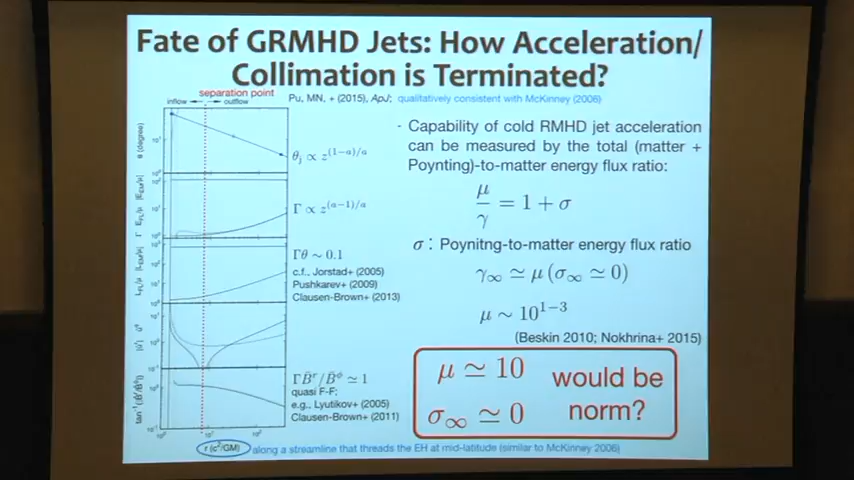 Fate of GRMHD Jets: How Acceleration/
Collimation is Terminated?
separation point
inflow
outflow
Pu, MN, + (2015), ApJ; qualitatively consistent with McKinney (2006)
θ (degree)
θj ∝ z^(1−a)/a
Γ ∝ z^(a−1)/a
Γθ ∼ 0.1
c.f., Jorstad+ (2005)
Pushkarev+ (2009)
Clausen-Brown+ (2013)
ΓB̄^r/B̄^ϕ ≃ 1
quasi F-F:
e.g., Lyutikov+ (2005)
Clausen-Brown+ (2011)
r (c²/GM) along a streamline that threads the EH at mid-latitude (similar to McKinney 2006)
- Capability of cold RMHD jet acceleration
can be measured by the total (matter +
Poynting)-to-matter energy flux ratio:
μ/γ = 1 + σ
σ: Poynitng-to-matter energy flux ratio
γ∞ ≃ μ (σ∞ ≃ 0)
μ ∼ 10^1−3
(Beskin 2010; Nokhrina+ 2015)
μ ≃ 10
σ∞ ≃ 0
would be
norm?